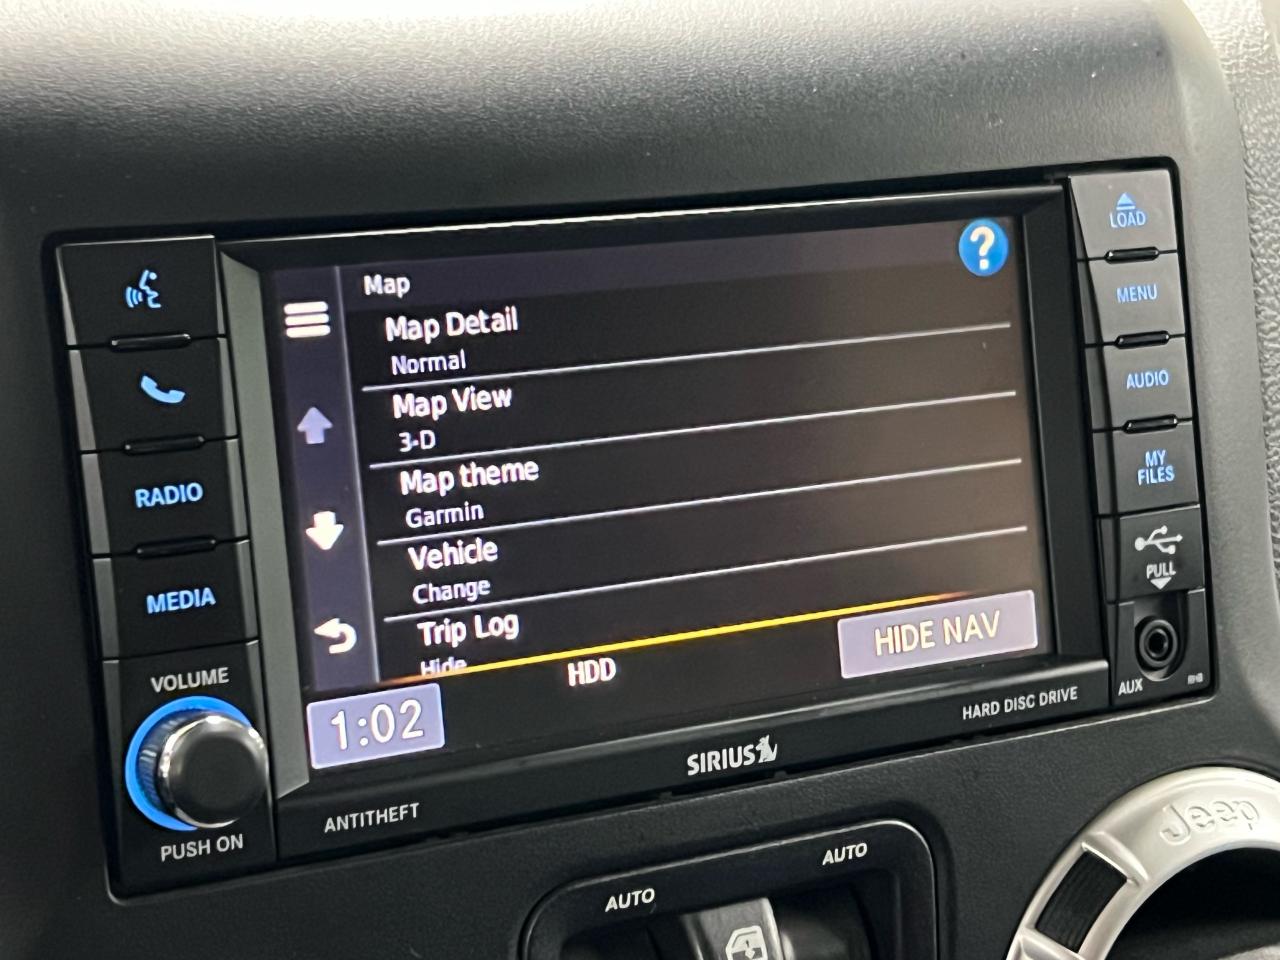 LOAD
MENU
AUDIO
MY
FILES
PULL
AUX
RADIO
MEDIA
VOLUME
PUSH ON
?
Map
Map Detail
Normal
Map View
3-D
Map theme
Garmin
Vehicle
Change
Trip Log
Hide
HDD
HIDE NAV
1:02
SIRIUS
HARD DISC DRIVE
ANTITHEFT
AUTO
AUTO
Jeep